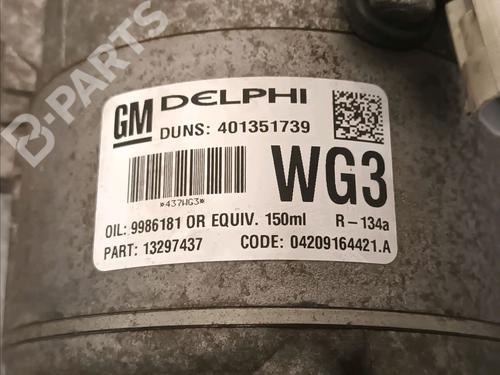 B-PARTS
GM DELPHI
DUNS: 401351739
*437WG3*
WG3
OIL: 9986181 OR EQUIV. 150ml R-134a
PART: 13297437 CODE: 04209164421.A